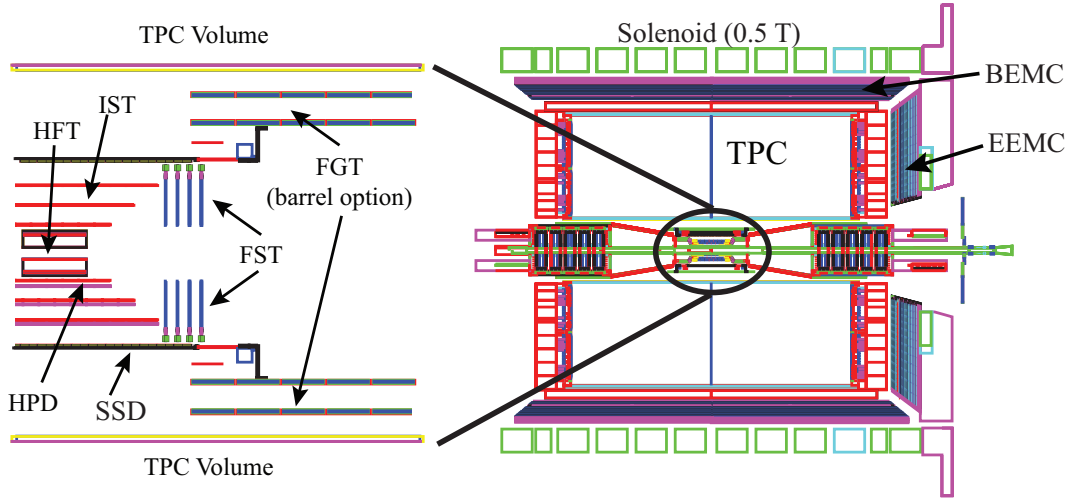 TPC Volume
IST
HFT
FGT
(barrel option)
FST
HPD
SSD
TPC Volume
Solenoid (0.5 T)
BEMC
TPC
EEMC